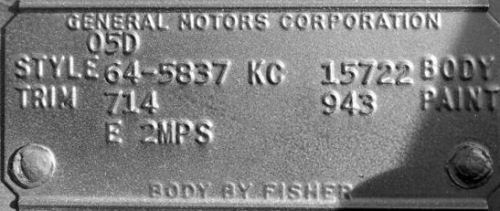 GENERAL MOTORS CORPORATION
05D
STYLE 64-5837 KC 15722 BODY
TRIM 714 943 PAINT
E 2MPS
BODY BY FISHER